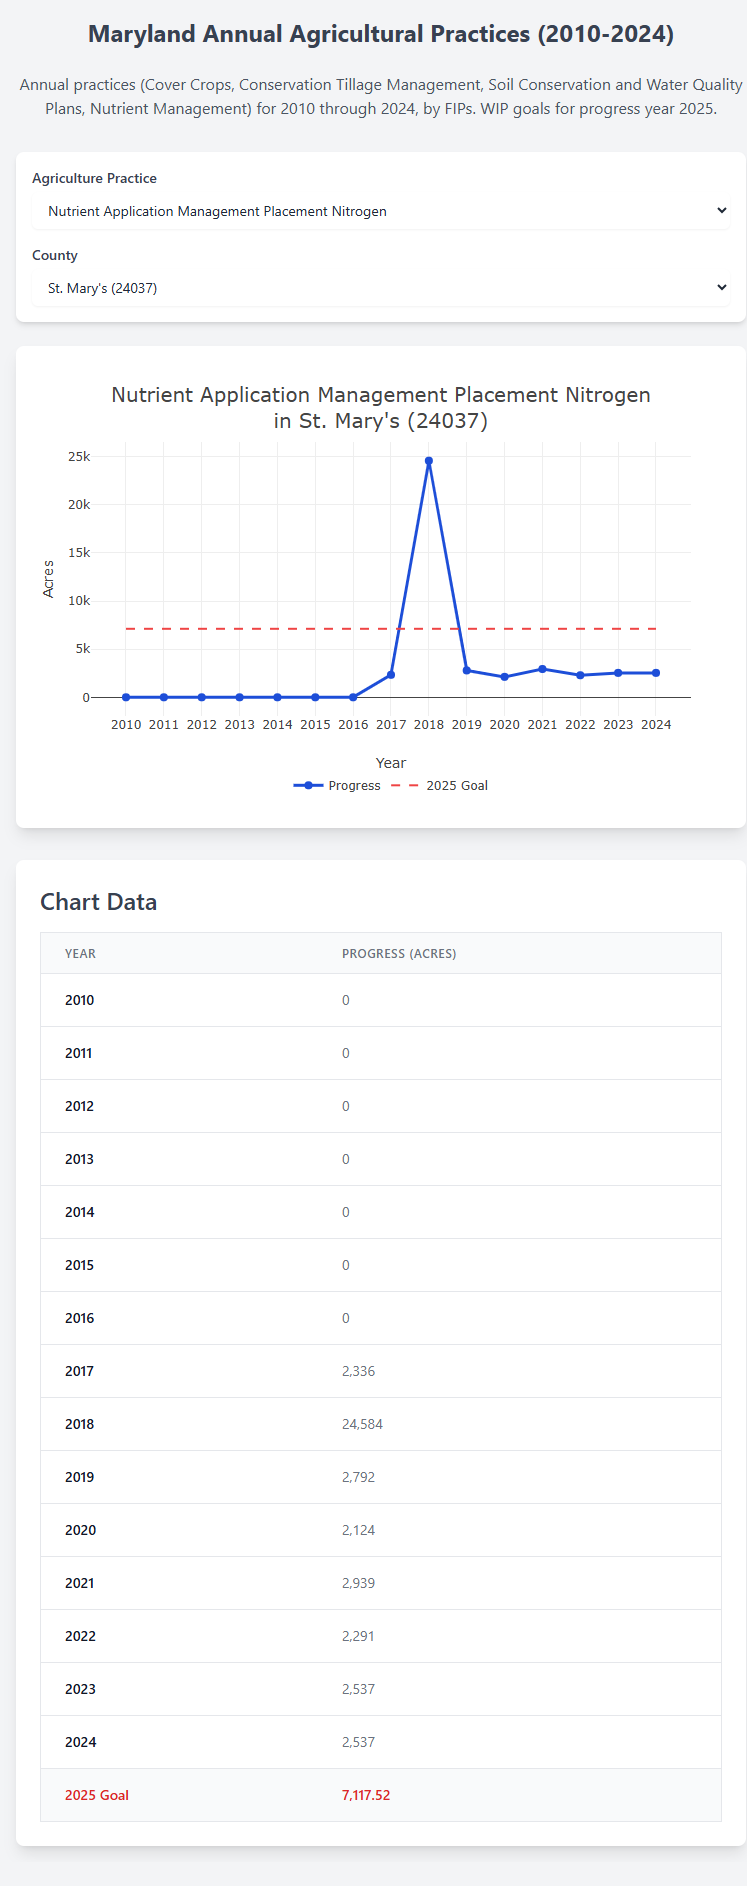 Maryland Annual Agricultural Practices (2010-2024)
Annual practices (Cover Crops, Conservation Tillage Management, Soil Conservation and Water Quality
Plans, Nutrient Management) for 2010 through 2024, by FIPs. WIP goals for progress year 2025.
Agriculture Practice
Nutrient Application Management Placement Nitrogen
County
St. Mary's (24037)
Nutrient Application Management Placement Nitrogen
in St. Mary's (24037)
25k
20k
15k
10k
5k
0
Acres
2010 2011 2012 2013 2014 2015 2016 2017 2018 2019 2020 2021 2022 2023 2024
Year
Progress 2025 Goal
Chart Data
YEAR PROGRESS (ACRES)
2010 0
2011 0
2012 0
2013 0
2014 0
2015 0
2016 0
2017 2,336
2018 24,584
2019 2,792
2020 2,124
2021 2,939
2022 2,291
2023 2,537
2024 2,537
2025 Goal 7,117.52